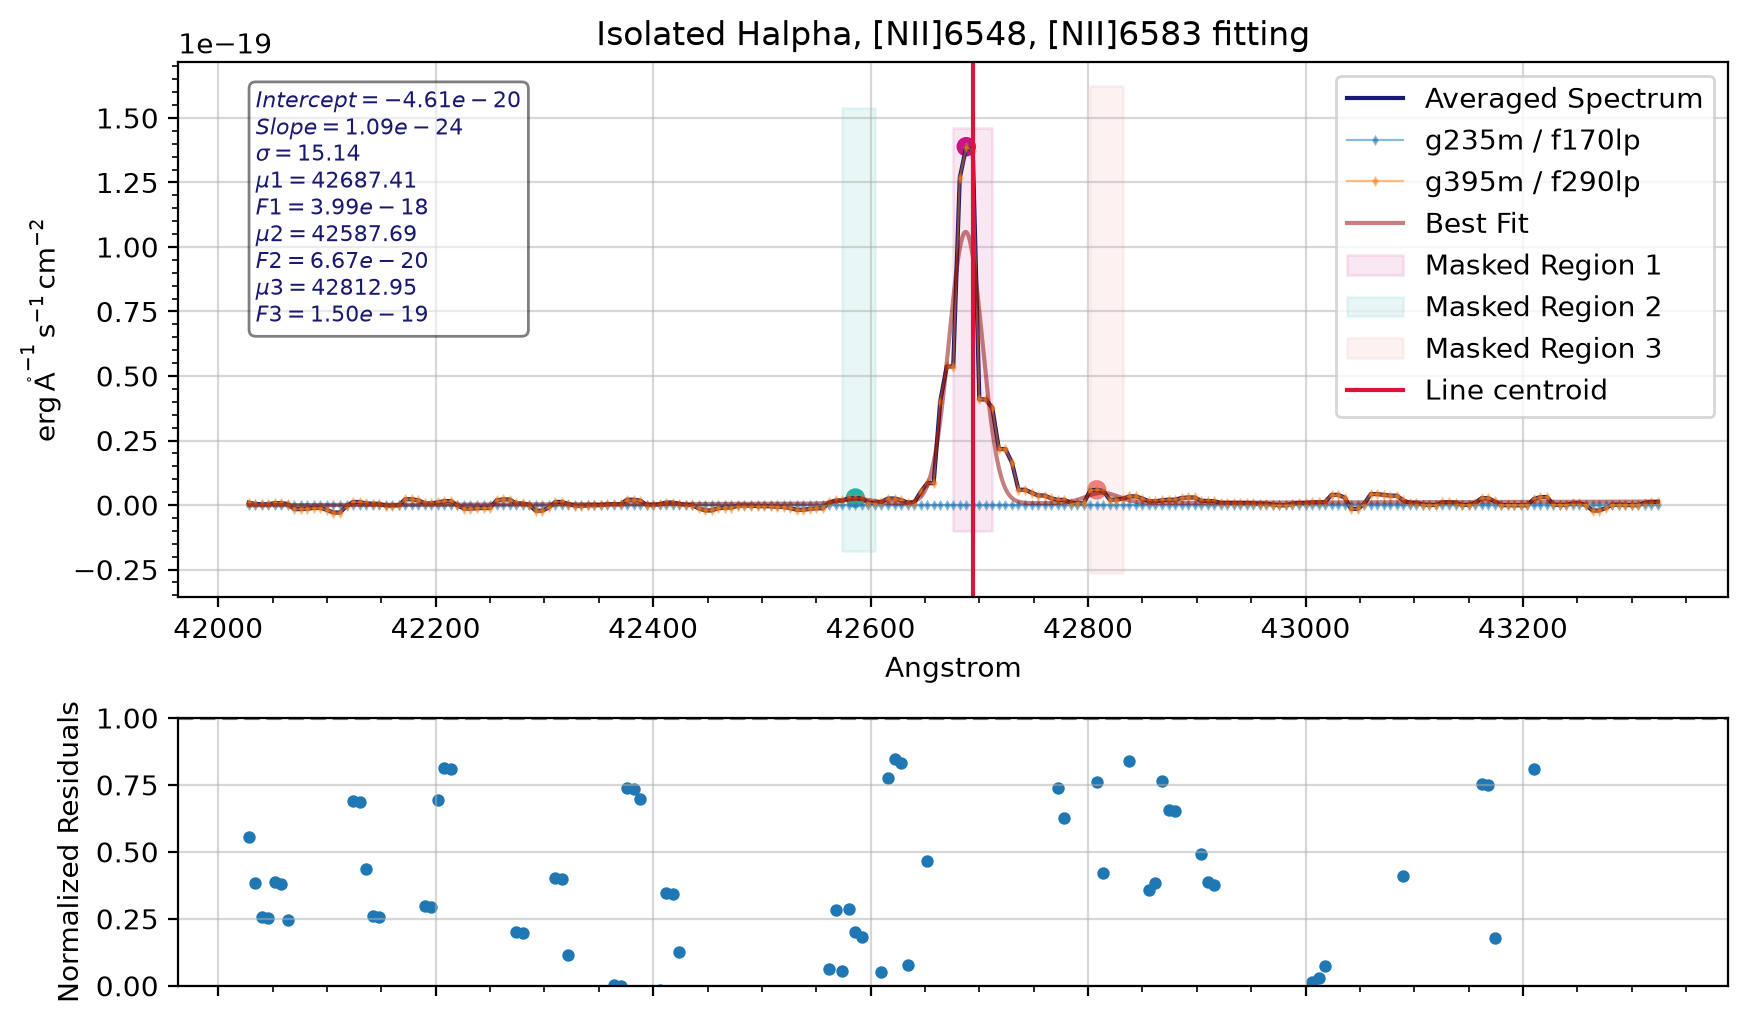 Isolated Halpha, [NII]6548, [NII]6583 fitting
1e−19
1.50
1.25
1.00
0.75
0.50
0.25
0.00
−0.25
erg Å⁻¹ s⁻¹ cm⁻²
Intercept = −4.61e − 20
Slope = 1.09e − 24
σ = 15.14
μ1 = 42687.41
F1 = 3.99e − 18
μ2 = 42587.69
F2 = 6.67e − 20
μ3 = 42812.95
F3 = 1.50e − 19
Averaged Spectrum
g235m / f170lp
g395m / f290lp
Best Fit
Masked Region 1
Masked Region 2
Masked Region 3
Line centroid
42000 42200 42400 42600 42800 43000 43200
Angstrom
1.00
0.75
0.50
0.25
0.00
Normalized Residuals